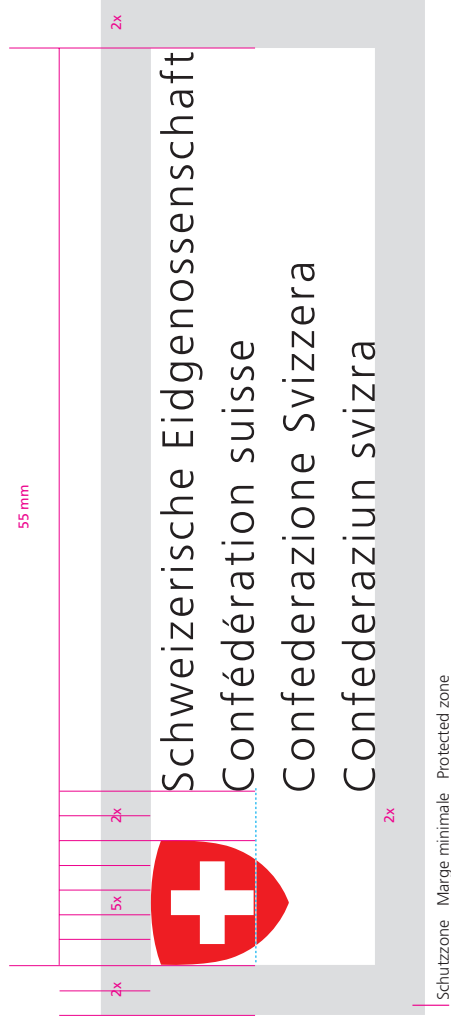 2x
55 mm
Schweizerische Eidgenossenschaft
Confédération suisse
Confederazione Svizzera
Confederaziun svizra
2x
5x
2x
2x
Schutzzone Marge minimale Protected zone